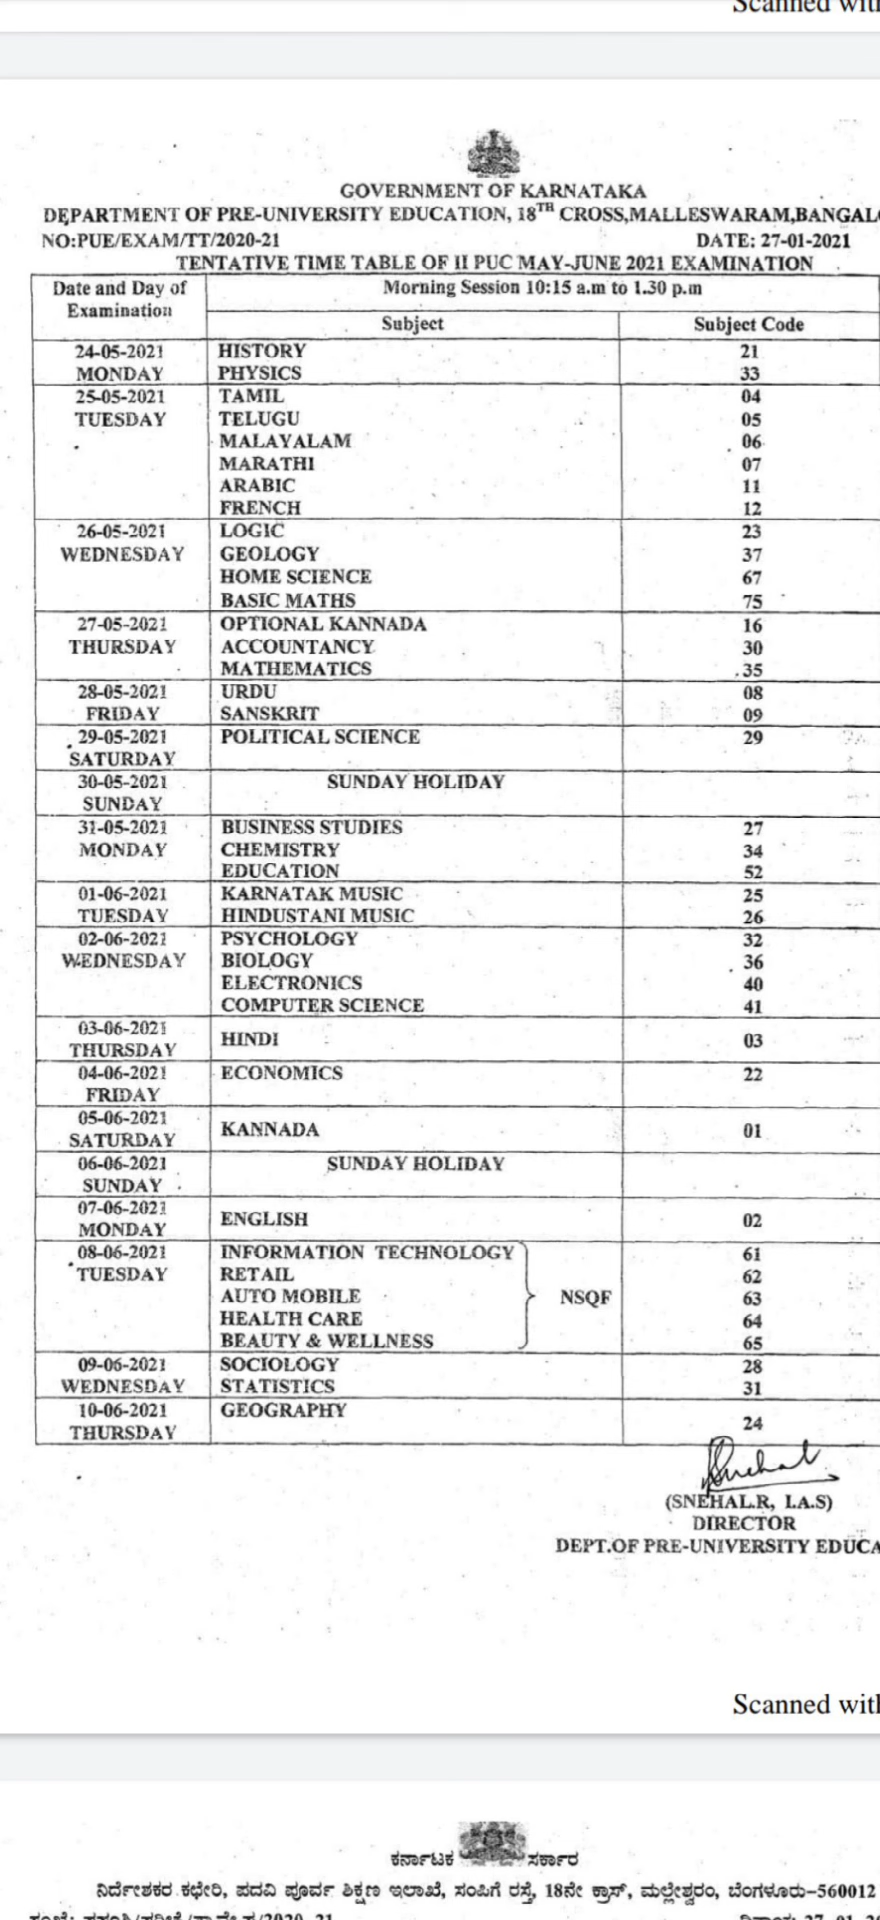 Scanned with
GOVERNMENT OF KARNATAKA
DEPARTMENT OF PRE-UNIVERSITY EDUCATION, 18TH CROSS,MALLESWARAM,
NO:PUE/EXAM/TT/2020-21 DATE: 27-01-2021
TENTATIVE TIME TABLE OF II PUC MAY-JUNE 2021 EXAMINATION
Date and Day of Examination Morning Session 10:15 a.m to 1.30 p.m
Subject Subject Code
24-05-2021 HISTORY 21
MONDAY PHYSICS 33
25-05-2021 TAMIL 04
TUESDAY TELUGU 05
MALAYALAM 06
MARATHI 07
ARABIC 11
FRENCH 12
26-05-2021 LOGIC 23
WEDNESDAY GEOLOGY 37
HOME SCIENCE 67
BASIC MATHS 75
27-05-2021 OPTIONAL KANNADA 16
THURSDAY ACCOUNTANCY 30
MATHEMATICS 35
28-05-2021 URDU 08
FRIDAY SANSKRIT 09
29-05-2021 POLITICAL SCIENCE 29
SATURDAY
30-05-2021 SUNDAY HOLIDAY
SUNDAY
31-05-2021 BUSINESS STUDIES 27
MONDAY CHEMISTRY 34
EDUCATION 52
01-06-2021 KARNATAK MUSIC 25
TUESDAY HINDUSTANI MUSIC 26
02-06-2021 PSYCHOLOGY 32
WEDNESDAY BIOLOGY 36
ELECTRONICS 40
COMPUTER SCIENCE 41
03-06-2021
THURSDAY HINDI 03
04-06-2021 ECONOMICS 22
FRIDAY
05-06-2021
SATURDAY KANNADA 01
06-06-2021 SUNDAY HOLIDAY
SUNDAY
07-06-2021
MONDAY ENGLISH 02
08-06-2021 INFORMATION TECHNOLOGY 61
TUESDAY RETAIL 62
AUTO MOBILE NSQF 63
HEALTH CARE 64
BEAUTY & WELLNESS 65
09-06-2021 SOCIOLOGY 28
WEDNESDAY STATISTICS 31
10-06-2021 GEOGRAPHY 24
THURSDAY
Snehal
(SNEHAL.R, I.A.S)
DIRECTOR
DEPT.OF PRE-UNIVERSITY
Scanned with
ಕರ್ನಾಟಕ ಸರ್ಕಾರ
ನಿರ್ದೇಶಕರ ಕಛೇರಿ, ಪದವಿ ಪೂರ್ವ ಶಿಕ್ಷಣ ಇಲಾಖೆ, ಸಂಪಿಗೆ ರಸ್ತೆ, 18ನೇ ಕ್ರಾಸ್, ಮಲ್ಲೇಶ್ವರಂ, ಬೆಂಗಳೂರು-560012